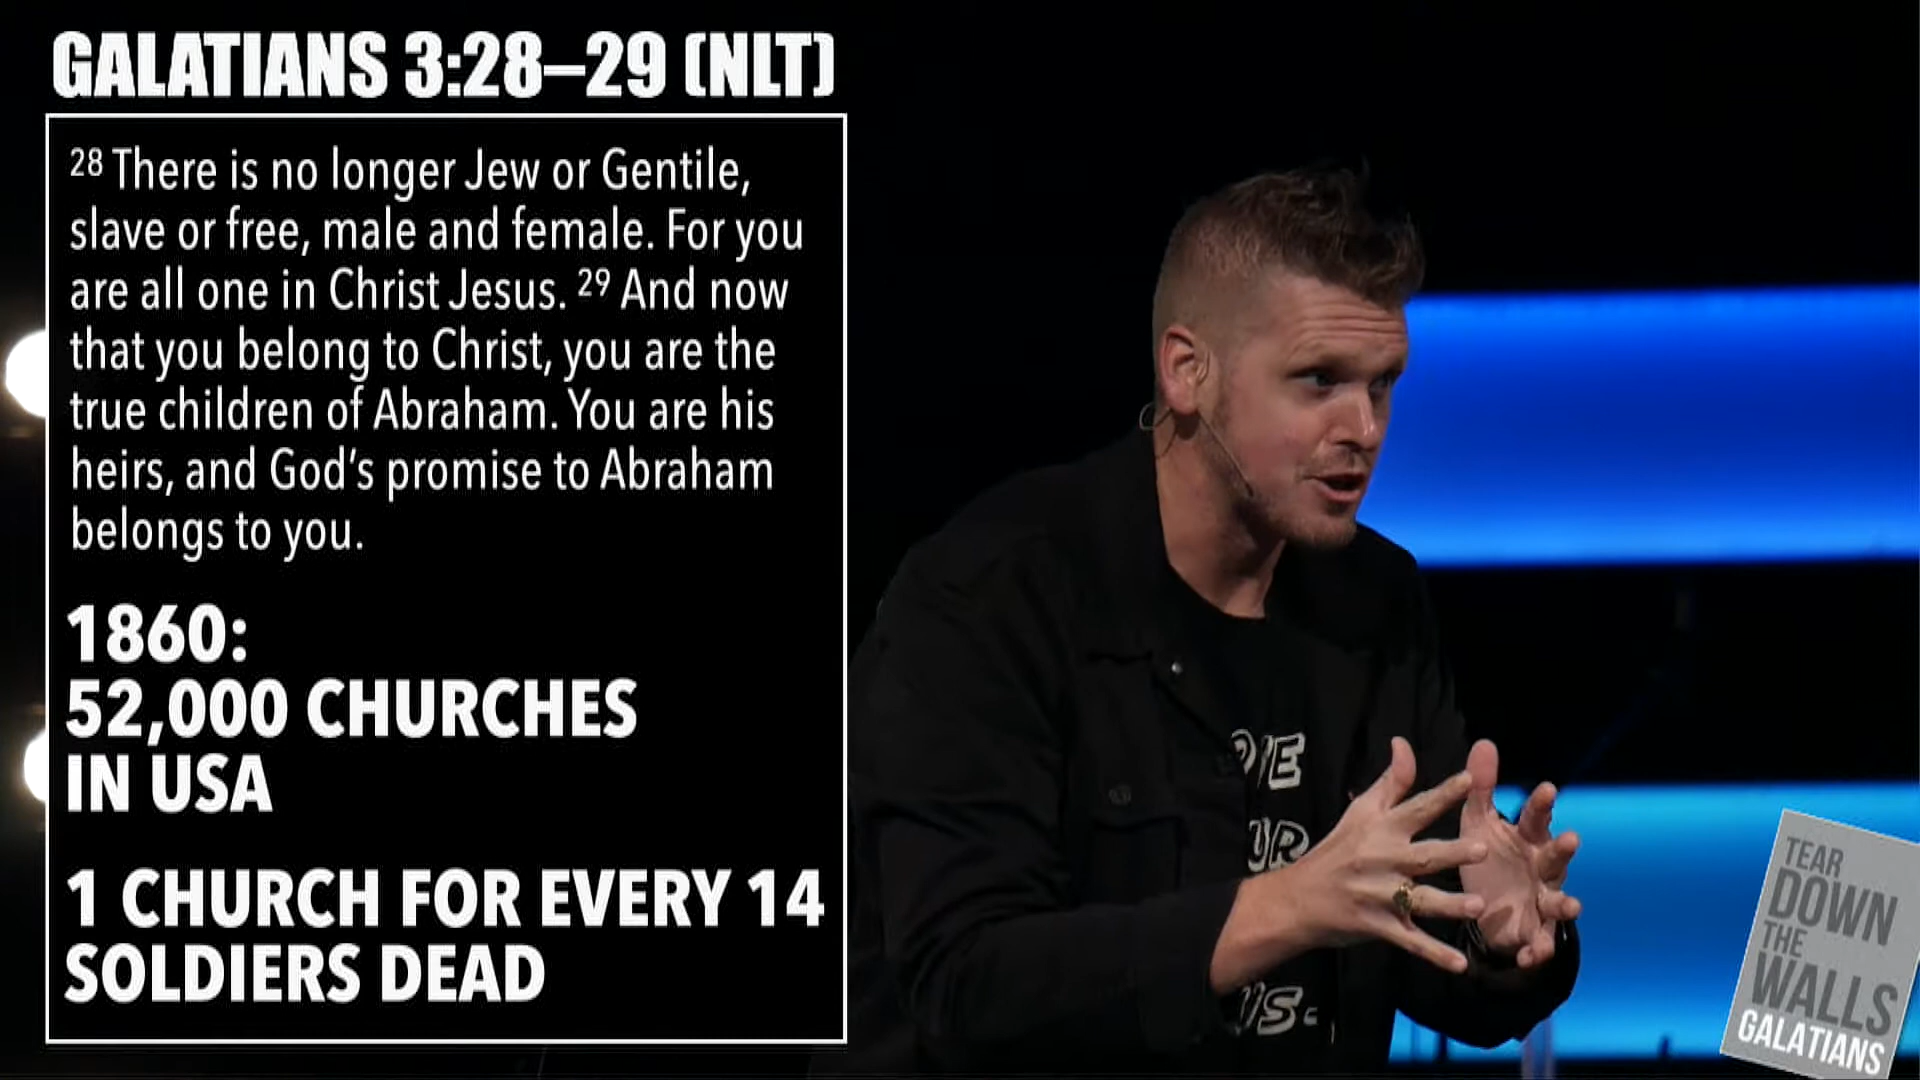 GALATIANS 3:28–29 (NLT)
28 There is no longer Jew or Gentile,
slave or free, male and female. For you
are all one in Christ Jesus. 29 And now
that you belong to Christ, you are the
true children of Abraham. You are his
heirs, and God’s promise to Abraham
belongs to you.
1860:
52,000 CHURCHES
IN USA
1 CHURCH FOR EVERY 14
SOLDIERS DEAD
TEAR
DOWN
THE
WALLS
GALATIANS